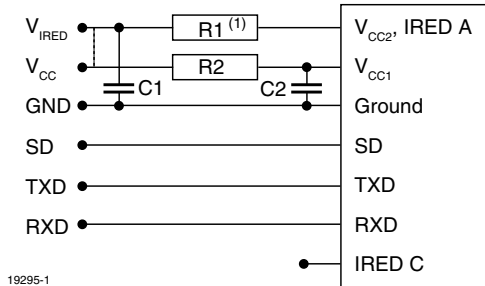 V_IRED R1 (1) V_CC2, IRED A
V_CC R2 V_CC1
C1 C2
GND Ground
SD SD
TXD TXD
RXD RXD
IRED C
19295-1